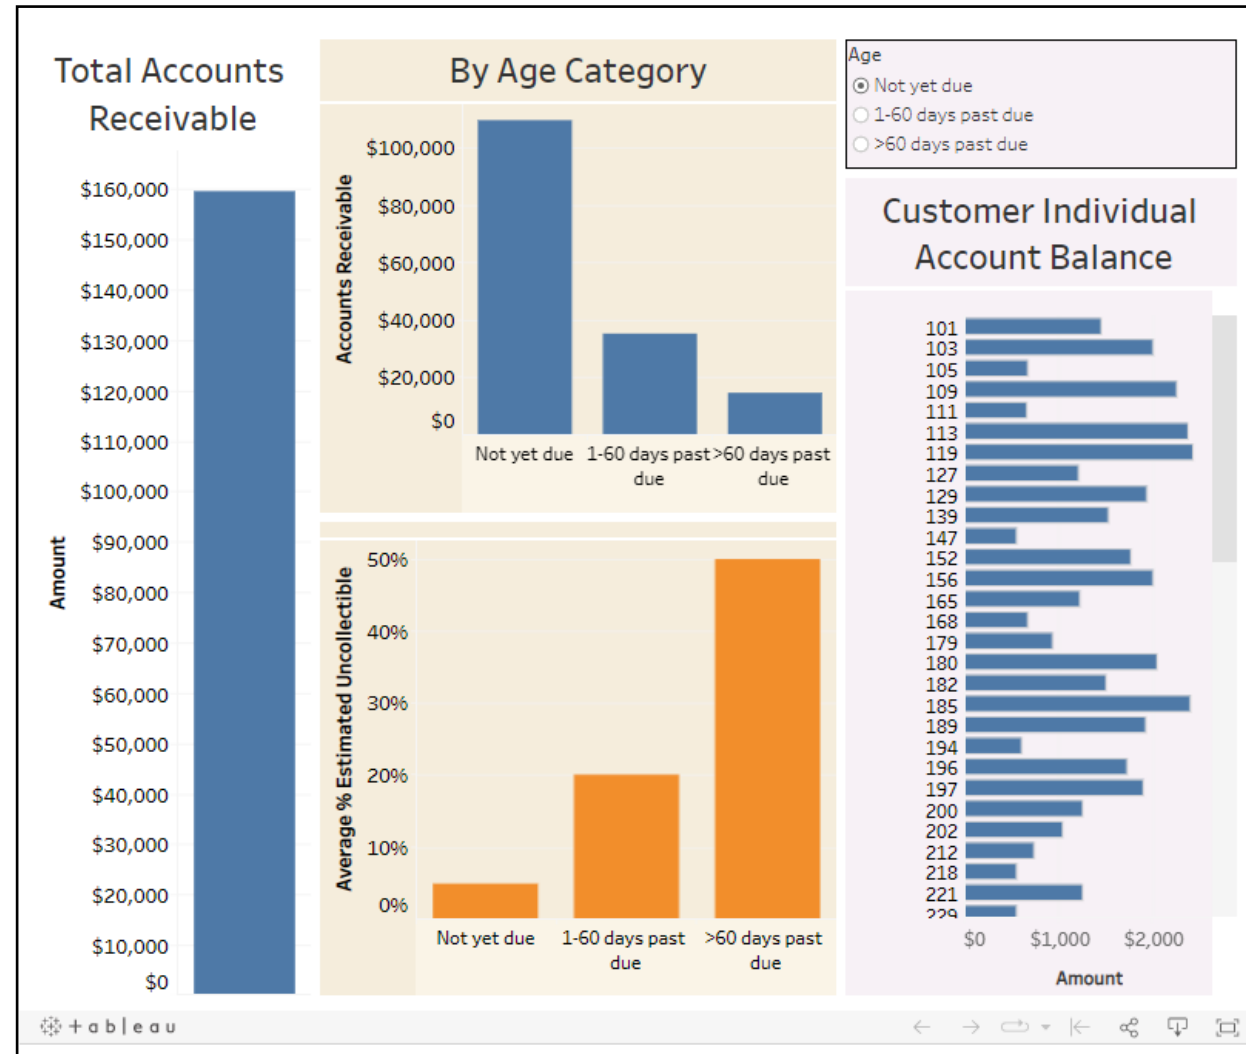 Total Accounts
Receivable
$160,000
$150,000
$140,000
$130,000
$120,000
$110,000
$100,000
$90,000
$80,000
$70,000
$60,000
$50,000
$40,000
$30,000
$20,000
$10,000
$0
Amount
By Age Category
Accounts Receivable
$100,000
$80,000
$60,000
$40,000
$20,000
$0
Not yet due
1-60 days past
due
>60 days past
due
Average % Estimated Uncollectible
50%
40%
30%
20%
10%
0%
Not yet due
1-60 days past
due
>60 days past
due
Age
Not yet due
1-60 days past due
>60 days past due
Customer Individual
Account Balance
101
103
105
109
111
113
119
127
129
139
147
152
156
165
168
179
180
182
185
189
194
196
197
200
202
212
218
221
229
$0
$1,000
$2,000
Amount
+ableau